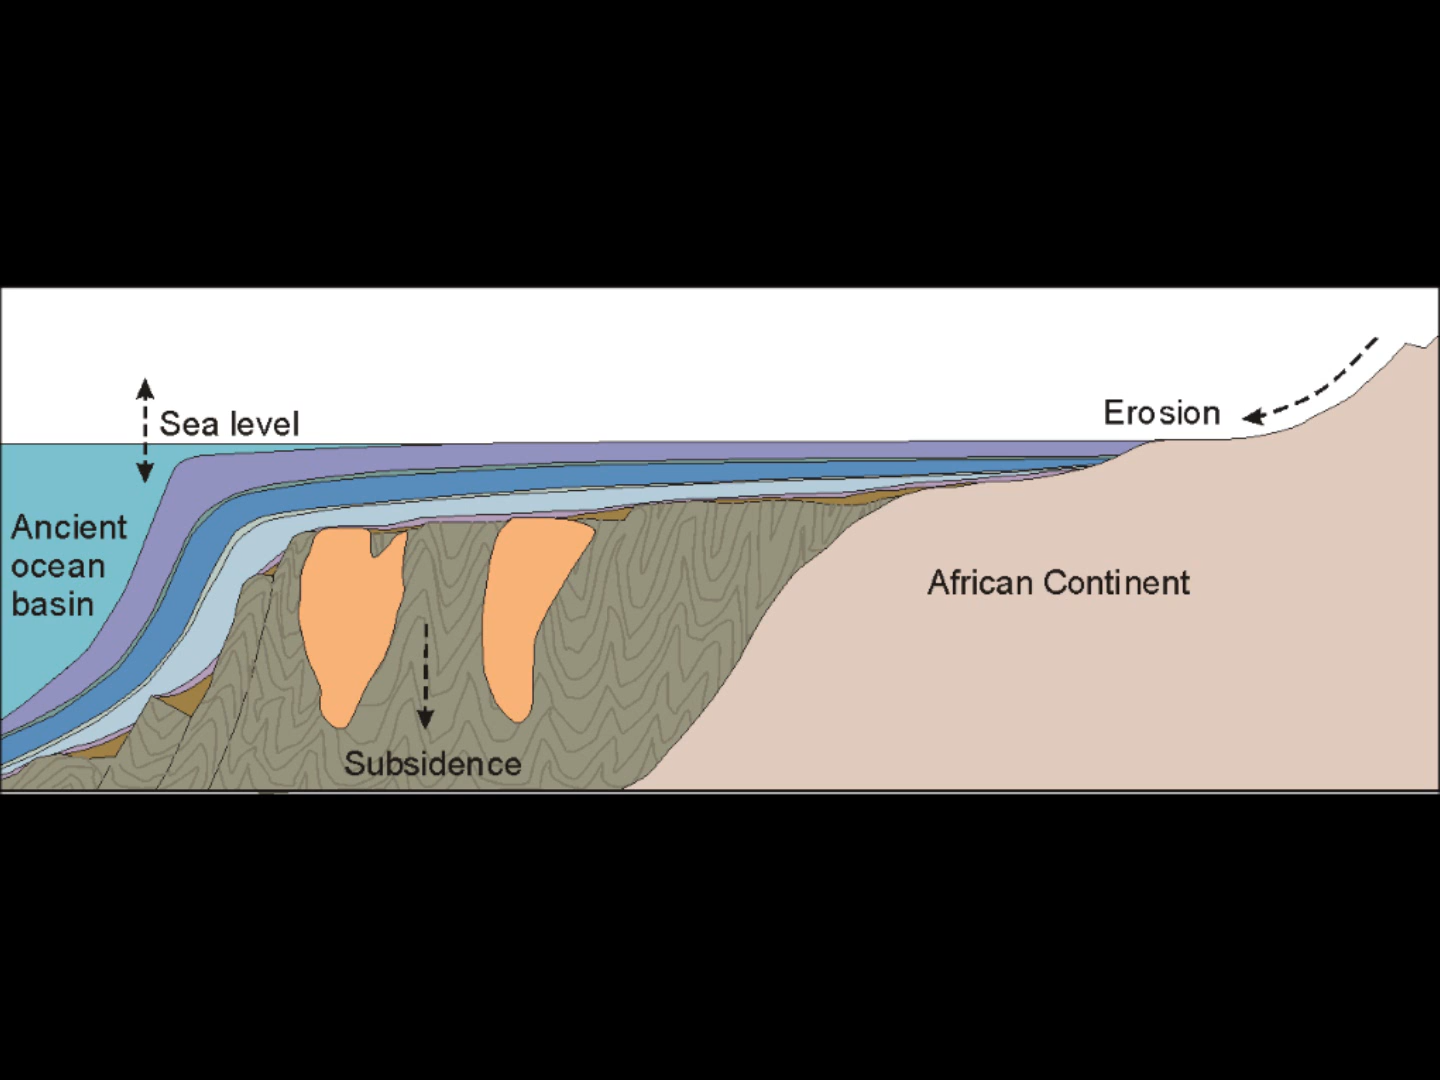 Sea level
Erosion
Ancient
ocean
basin
African Continent
Subsidence